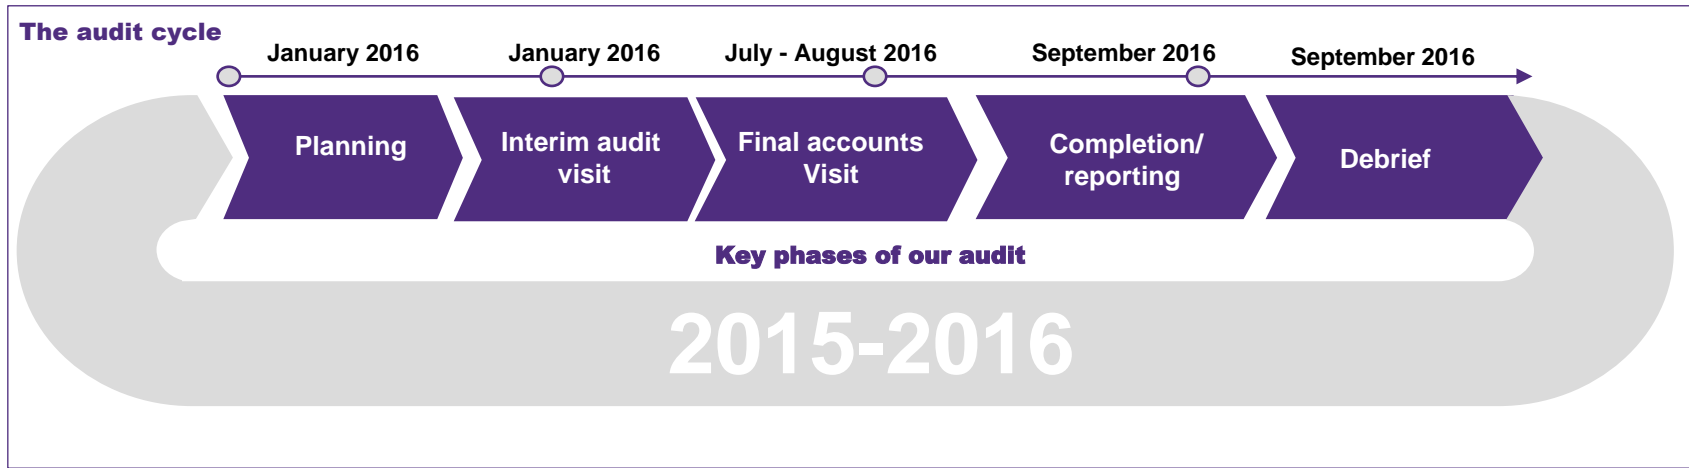 The audit cycle
January 2016
January 2016
July - August 2016
September 2016
September 2016
Planning
Interim audit
visit
Final accounts
Visit
Completion/
reporting
Debrief
Key phases of our audit
2015-2016